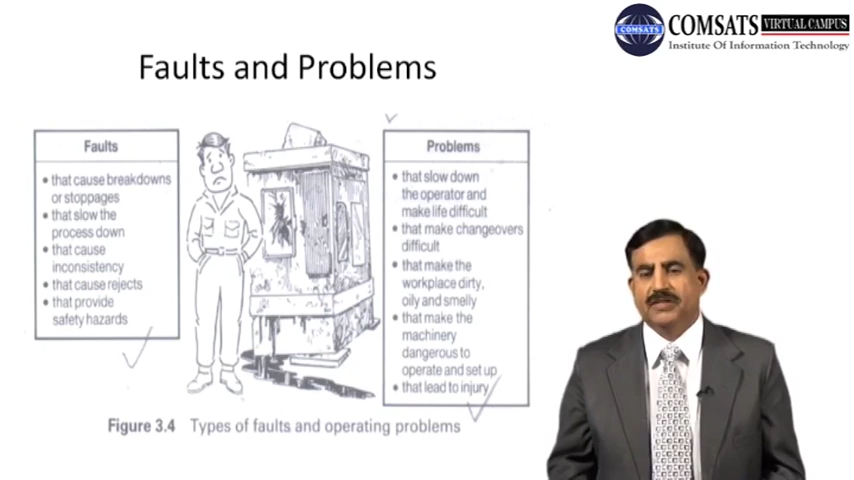 COMSATS VIRTUAL CAMPUS
COMSATS
Institute Of Information Technology
Faults and Problems
Faults
• that cause breakdowns
or stoppages
• that slow the
process down
• that cause
inconsistency
• that cause rejects
• that provide
safety hazards
Problems
• that slow down
the operator and
make life difficult
• that make changeovers
difficult
• that make the
workplace dirty,
oily and smelly
• that make the
machinery
dangerous to
operate and set up
• that lead to injury
Figure 3.4 Types of faults and operating problems